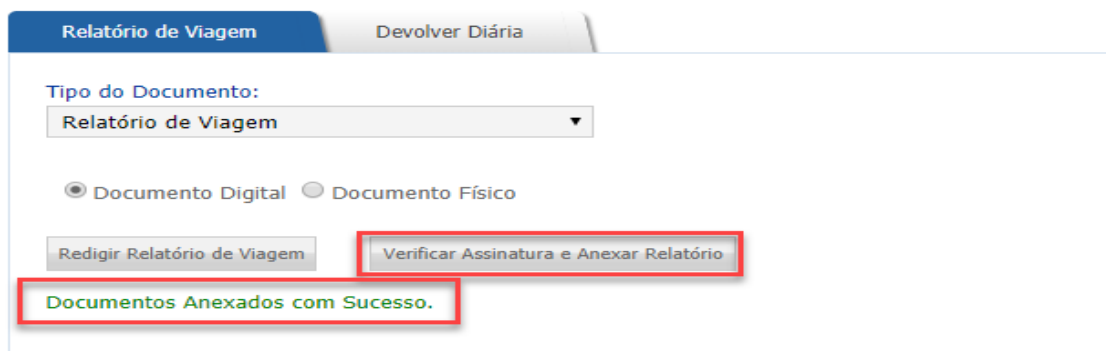 Relatório de Viagem Devolver Diária
Tipo do Documento:
Relatório de Viagem
Documento Digital Documento Físico
Redigir Relatório de Viagem Verificar Assinatura e Anexar Relatório
Documentos Anexados com Sucesso.